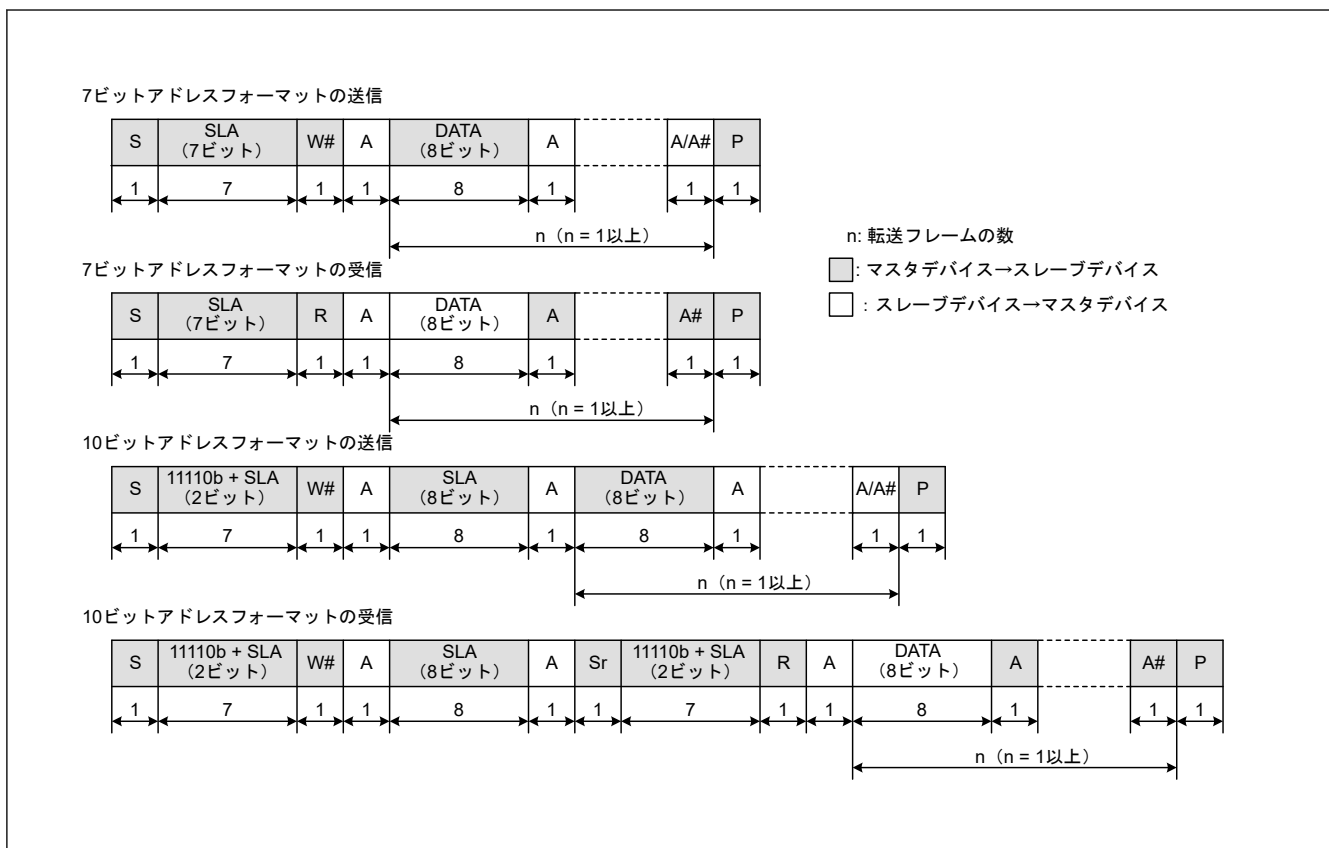 7ビットアドレスフォーマットの送信
S SLA (7ビット) W# A DATA (8ビット) A A/A# P
1 7 1 1 8 1 1 1
n（n = 1以上）
n: 転送フレームの数
: マスタデバイス→スレーブデバイス
: スレーブデバイス→マスタデバイス
7ビットアドレスフォーマットの受信
S SLA (7ビット) R A DATA (8ビット) A A# P
1 7 1 1 8 1 1 1
n（n = 1以上）
10ビットアドレスフォーマットの送信
S 11110b + SLA (2ビット) W# A SLA (8ビット) A DATA (8ビット) A A/A# P
1 7 1 1 8 1 8 1 1 1
n（n = 1以上）
10ビットアドレスフォーマットの受信
S 11110b + SLA (2ビット) W# A SLA (8ビット) A Sr 11110b + SLA (2ビット) R A DATA (8ビット) A A# P
1 7 1 1 8 1 1 7 1 1 8 1 1 1
n（n = 1以上）